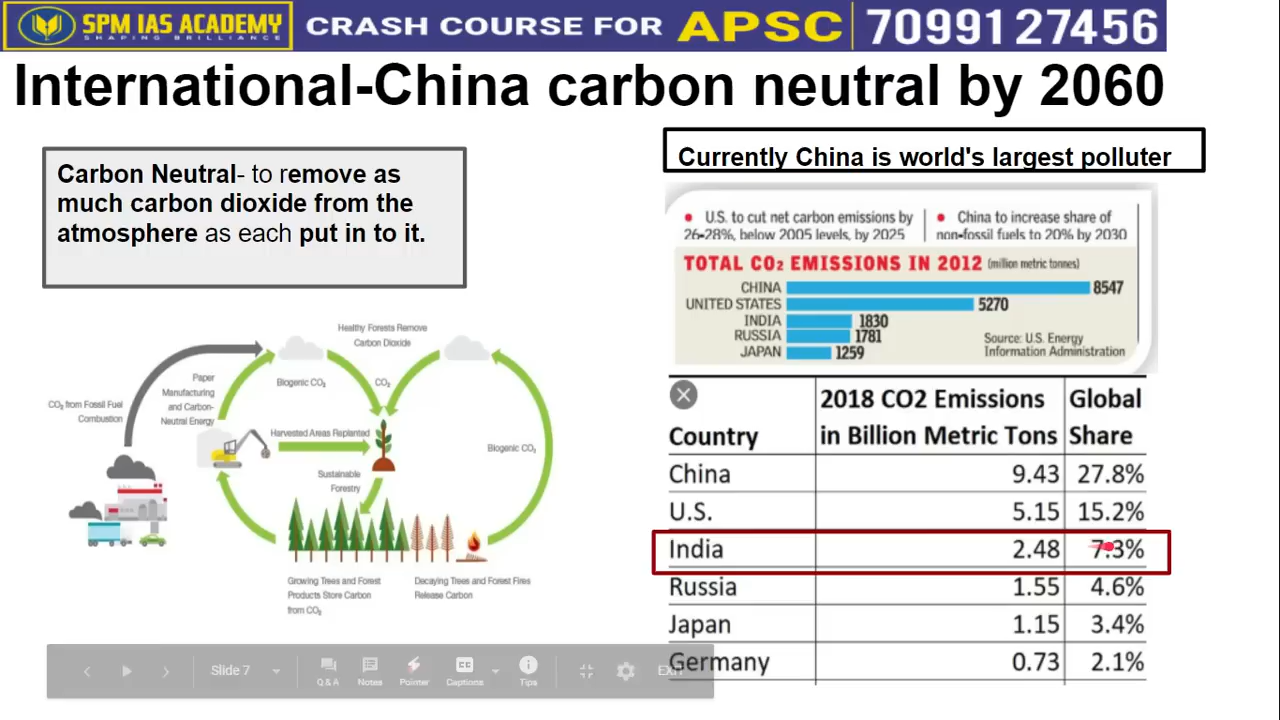 SPM IAS ACADEMY
SHAPING BRILLIANCE
CRASH COURSE FOR APSC
70991 27456
International-China carbon neutral by 2060
Carbon Neutral- to remove as
much carbon dioxide from the
atmosphere as each put in to it.
Currently China is world's largest polluter
U.S. to cut net carbon emissions by
26-28%, below 2005 levels, by 2025
China to increase share of
non-fossil fuels to 20% by 2030
TOTAL CO₂ EMISSIONS IN 2012 (million metric tonnes)
CHINA 8547
UNITED STATES 5270
INDIA 1830
RUSSIA 1781
JAPAN 1259
Source: U.S. Energy
Information Administration
Healthy Forests Remove
Carbon Dioxide
Paper
Manufacturing
and Carbon-
Neutral Energy
Biogenic CO₂
CO₂
CO₂ from Fossil Fuel
Combustion
Harvested Areas Replanted
Biogenic CO₂
Sustainable
Forestry
Growing Trees and Forest
Products Store Carbon
from CO₂
Decaying Trees and Forest Fires
Release Carbon
Country 2018 CO2 Emissions in Billion Metric Tons Global Share
China 9.43 27.8%
U.S. 5.15 15.2%
India 2.48 7.3%
Russia 1.55 4.6%
Japan 1.15 3.4%
Germany 0.73 2.1%
Slide 7
Q & A
Notes
Pointer
CC
Captions
Tips
EXIT